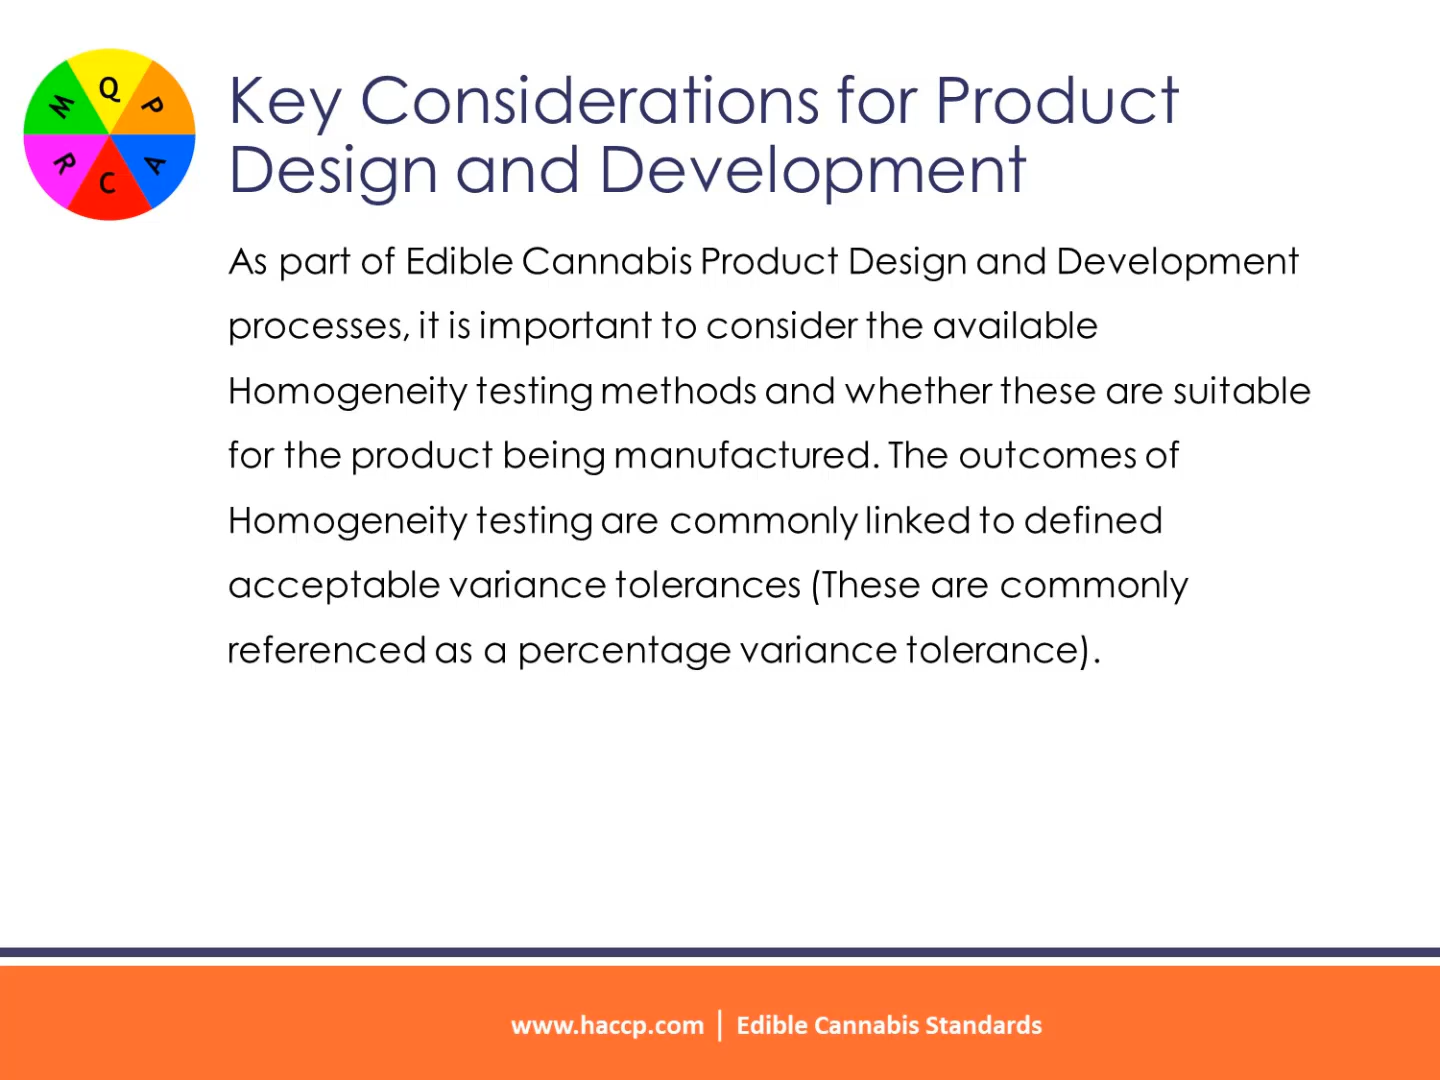 Q
P
A
C
R
M
Key Considerations for Product
Design and Development
As part of Edible Cannabis Product Design and Development
processes, it is important to consider the available
Homogeneity testing methods and whether these are suitable
for the product being manufactured. The outcomes of
Homogeneity testing are commonly linked to defined
acceptable variance tolerances (These are commonly
referenced as a percentage variance tolerance).
www.haccp.com | Edible Cannabis Standards